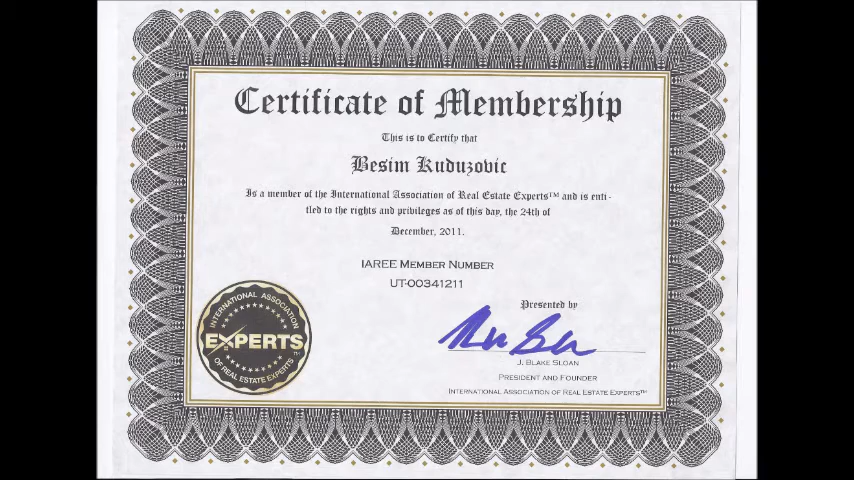 Certificate of Membership
This is to Certify that
Besim Kuduzovic
Is a member of the International Association of Real Estate Experts™ and is enti-
tled to the rights and privileges as of this day, the 24th of
December, 2011.
IAREE Member Number
UT-00341211
Presented by
J. Blake Sloan
President and Founder
International Association of Real Estate Experts™
INTERNATIONAL ASSOCIATION
EXPERTS™
OF REAL ESTATE EXPERTS